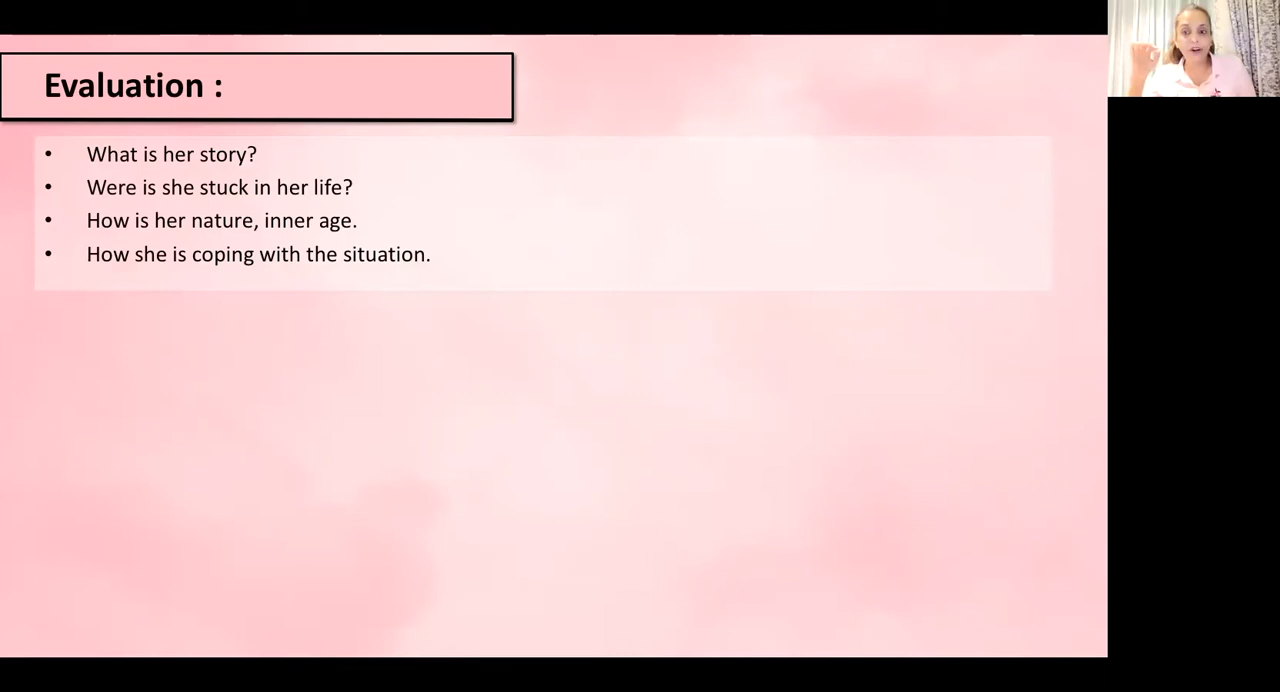 Evaluation :
• What is her story?
• Were is she stuck in her life?
• How is her nature, inner age.
• How she is coping with the situation.